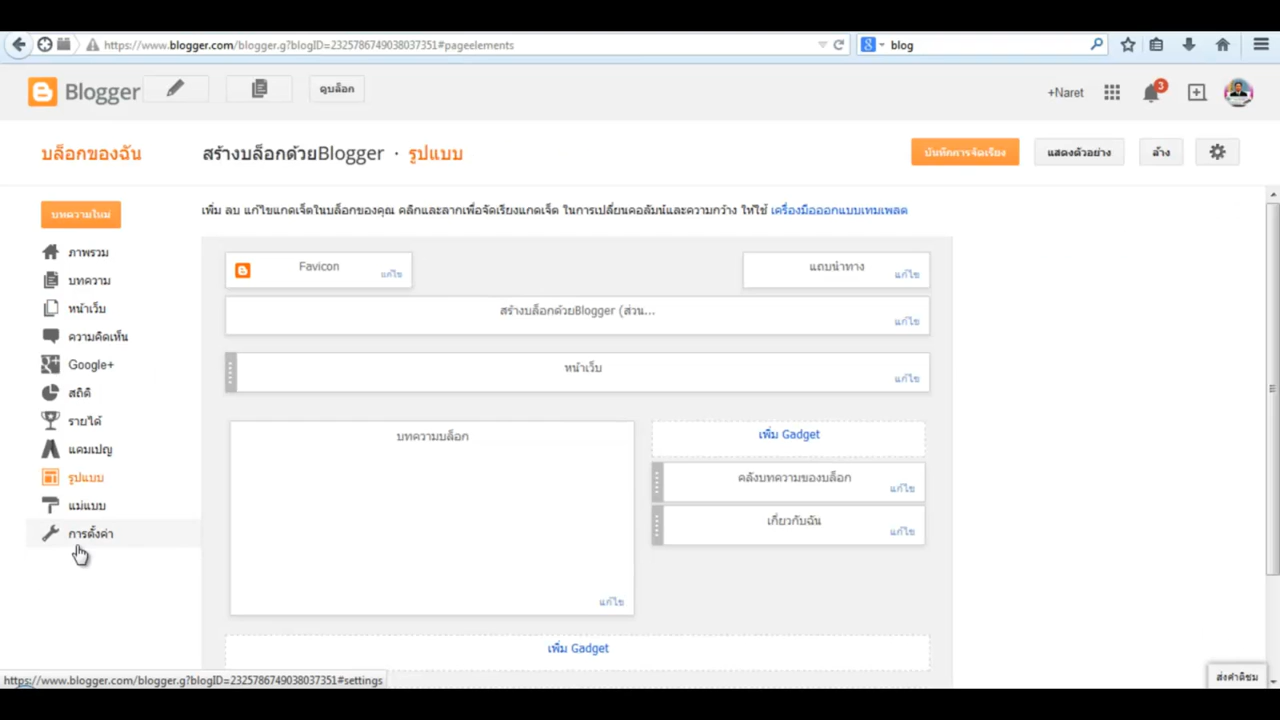 https://www.blogger.com/blogger.g?blogID=2325786749038037351#pageelements
blog
Blogger
ดูบล็อก
+Naret
3
บล็อกของฉัน
สร้างบล็อกด้วยBlogger · รูปแบบ
บันทึกการจัดเรียง
แสดงตัวอย่าง
ล้าง
บทความใหม่
เพิ่ม ลบ แก้ไขแกดเจ็ตในบล็อกของคุณ คลิกและลากเพื่อจัดเรียงแกดเจ็ต ในการเปลี่ยนคอลัมน์และความกว้าง ให้ใช้ เครื่องมือออกแบบเทมเพลต
ภาพรวม
บทความ
หน้าเว็บ
ความคิดเห็น
Google+
สถิติ
รายได้
แคมเปญ
รูปแบบ
แม่แบบ
การตั้งค่า
Favicon
แก้ไข
แถบนำทาง
แก้ไข
สร้างบล็อกด้วยBlogger (ส่วน...
แก้ไข
หน้าเว็บ
แก้ไข
บทความบล็อก
แก้ไข
เพิ่ม Gadget
คลังบทความของบล็อก
แก้ไข
เกี่ยวกับฉัน
แก้ไข
เพิ่ม Gadget
https://www.blogger.com/blogger.g?blogID=2325786749038037351#settings
ส่งคำติชม